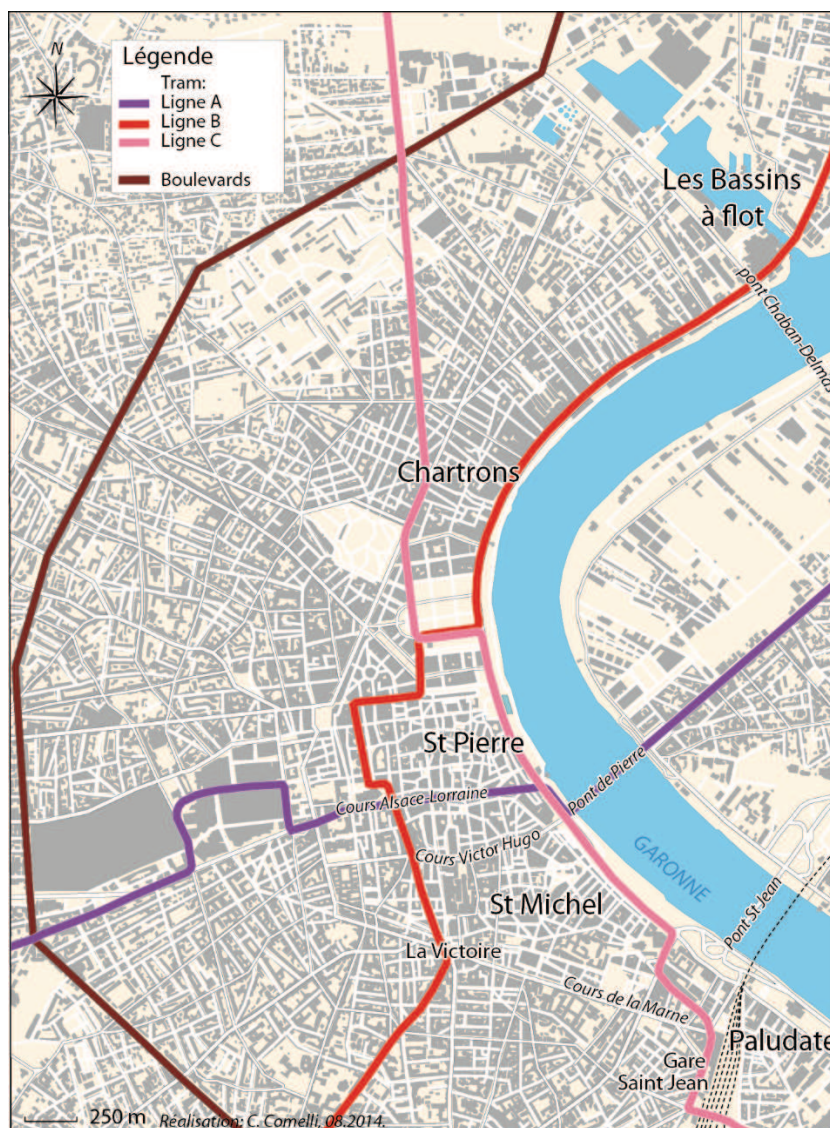 N
Légende
Tram:
Ligne A
Ligne B
Ligne C
Boulevards
Les Bassins
à flot
pont Chaban-Delmas
Chartrons
St Pierre
Cours Alsace-Lorraine
Pont de Pierre
Cours Victor Hugo
GARONNE
St Michel
Pont St Jean
La Victoire
Cours de la Marne
Paludate
Gare
Saint Jean
250 m
Réalisation: C. Comelli, 08.2014.